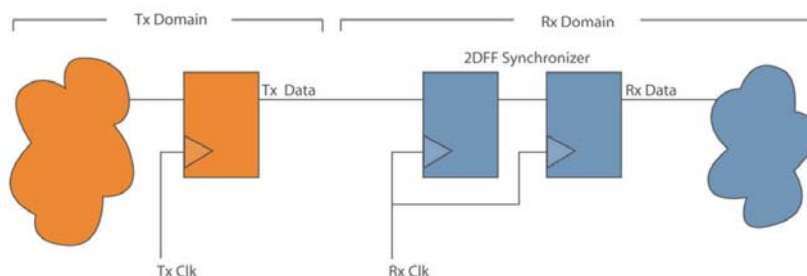 Tx Domain
Rx Domain
2DFF Synchronizer
Tx Data
Rx Data
Tx Clk
Rx Clk